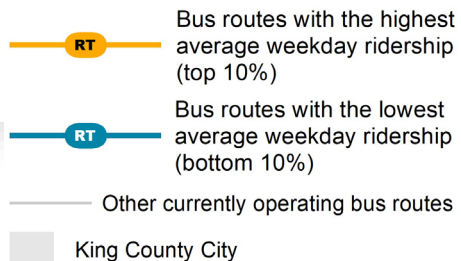 Bus routes with the highest
RT average weekday ridership
(top 10%)
Bus routes with the lowest
RT average weekday ridership
(bottom 10%)
Other currently operating bus routes
King County City